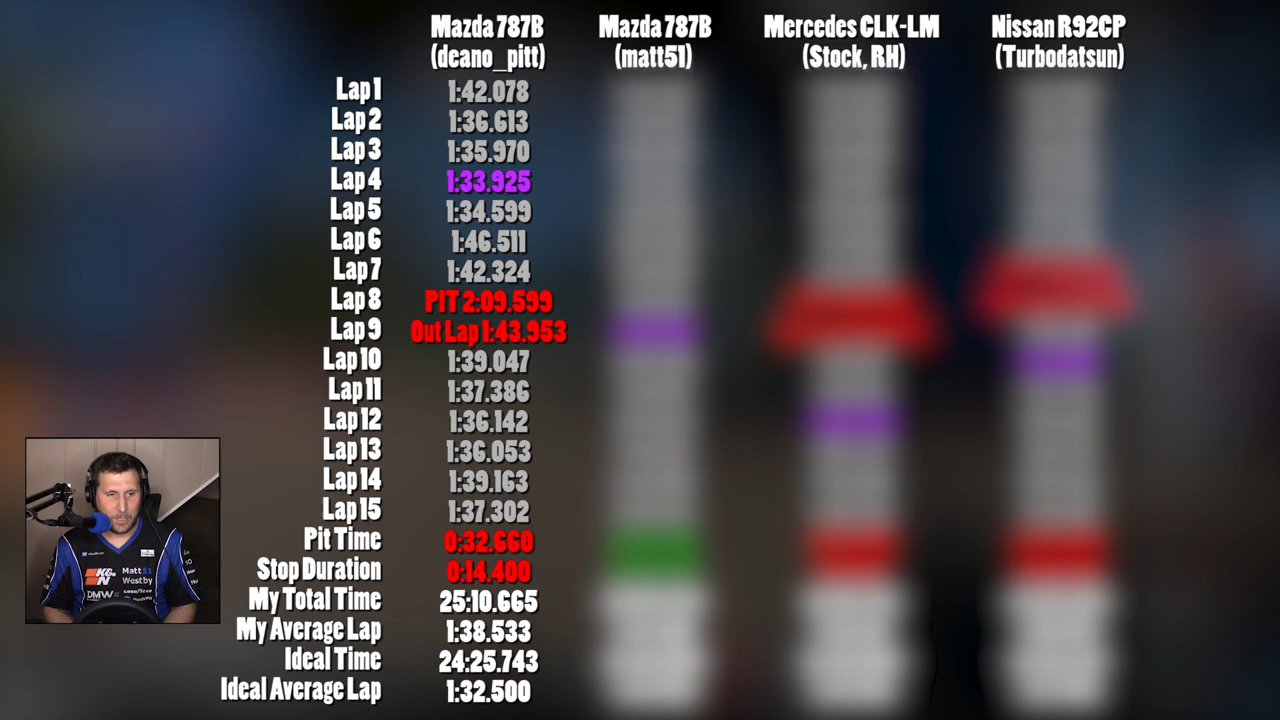 Mazda 787B (deano_pitt)
Mazda 787B (matt51)
Mercedes CLK-LM (Stock, RH)
Nissan R92CP (Turbodatsun)
Lap 1 1:42.078
Lap 2 1:36.613
Lap 3 1:35.970
Lap 4 1:33.925
Lap 5 1:34.599
Lap 6 1:46.511
Lap 7 1:42.324
Lap 8 PIT 2:09.599
Lap 9 Out Lap 1:43.953
Lap 10 1:39.047
Lap 11 1:37.386
Lap 12 1:36.142
Lap 13 1:36.053
Lap 14 1:39.163
Lap 15 1:37.302
Pit Time 0:32.660
Stop Duration 0:14.400
My Total Time 25:10.665
My Average Lap 1:38.533
Ideal Time 24:25.743
Ideal Average Lap 1:32.500
K&N
Matt51
Westby
DMW
GOODYEAR